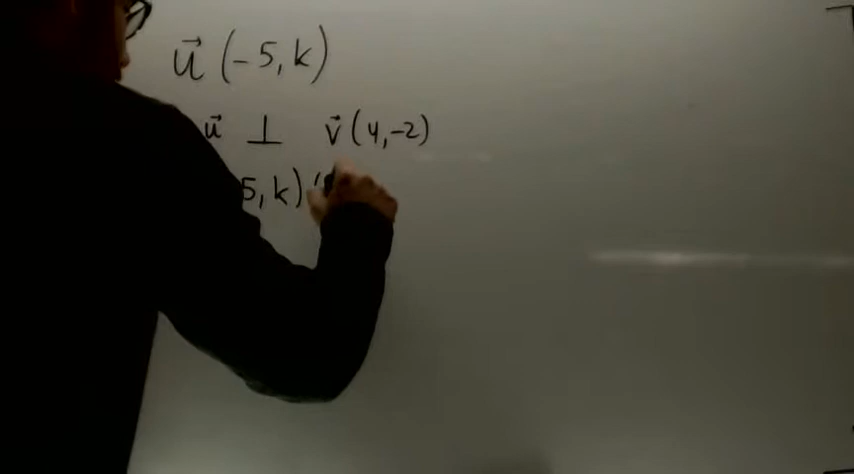 u⃗ (-5, k)
u⃗ ⊥ v⃗ (4, -2)
5, k)